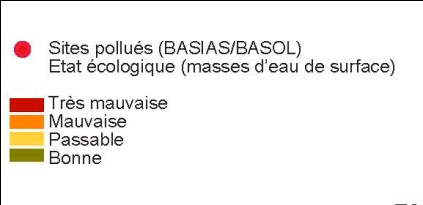 Sites pollués (BASIAS/BASOL)
Etat écologique (masses d'eau de surface)
Très mauvaise
Mauvaise
Passable
Bonne